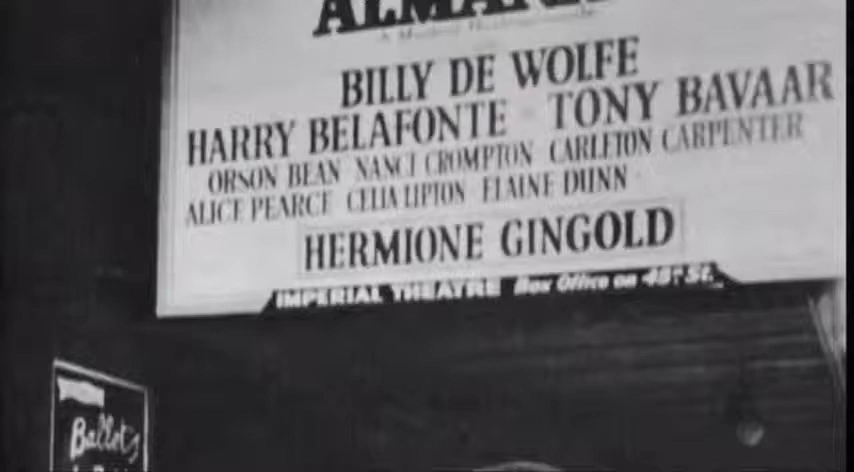 BILLY DE WOLFE
HARRY BELAFONTE TONY BAVAAR
ORSON BEAN NANCI CROMPTON CARLETON CARPENTER
ALICE PEARCE CELIA LIPTON ELAINE DUNN
HERMIONE GINGOLD
IMPERIAL THEATRE Box Office on 45th St.
Ballets